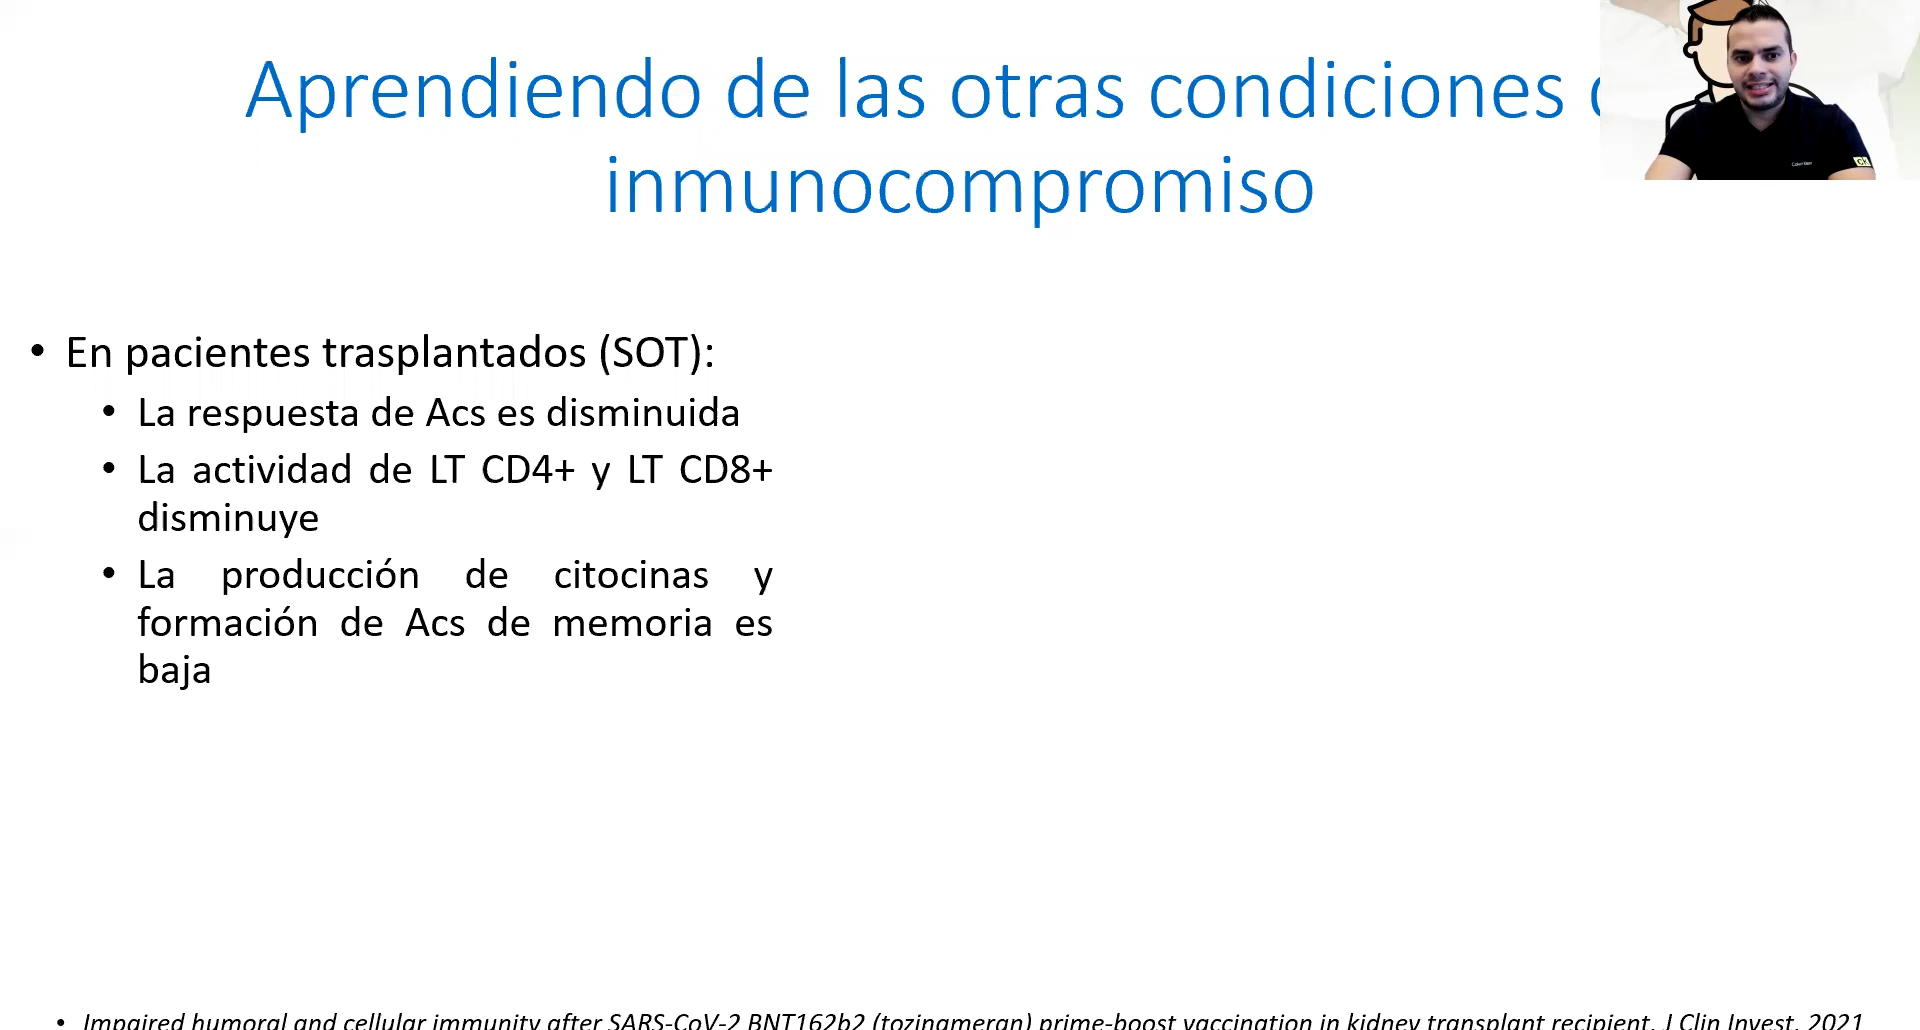 Aprendiendo de las otras condiciones
inmunocompromiso
• En pacientes trasplantados (SOT):
• La respuesta de Acs es disminuida
• La actividad de LT CD4+ y LT CD8+
disminuye
• La producción de citocinas y
formación de Acs de memoria es
baja
• Impaired humoral and cellular immunity after SARS-CoV-2 BNT162b2 (tozinameran) prime-boost vaccination in kidney transplant recipient. J Clin Invest. 2021